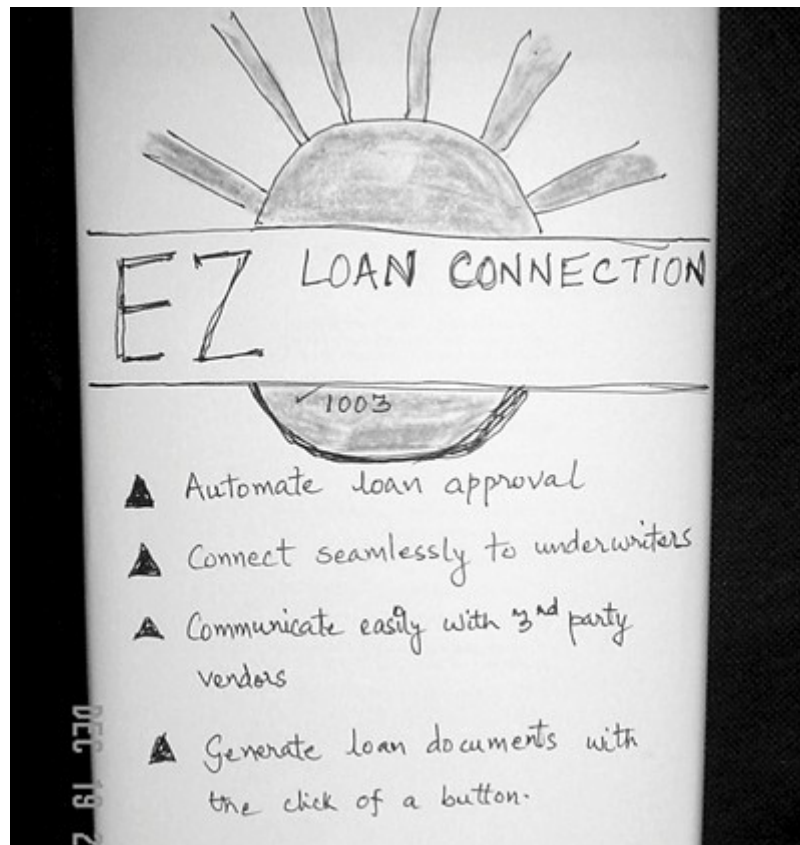 EZ LOAN CONNECTION
1003
Automate loan approval
Connect seamlessly to underwriters
Communicate easily with 3rd party
vendors
Generate loan documents with
the click of a button.
DEC 19 2